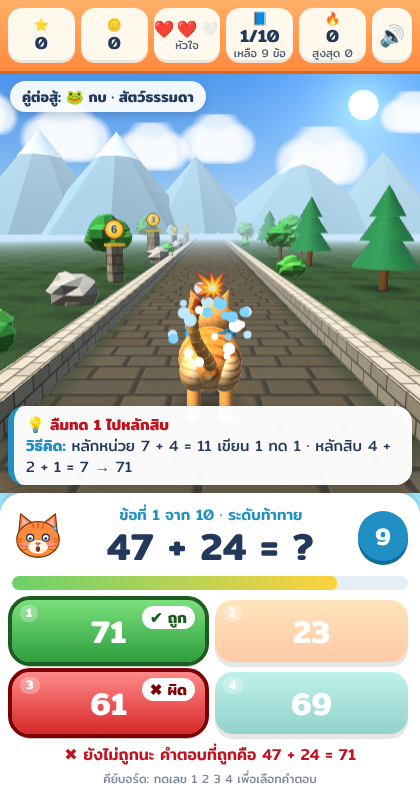 ⭐ 0
🪙 0
❤️❤️🤍 หัวใจ
📘 1/10 เหลือ 9 ข้อ
🔥 0 สูงสุด 0
🔊
คู่ต่อสู้: 🐸 กบ · สัตว์ธรรมดา
6
3
💡 ลืมทด 1 ไปหลักสิบ
วิธีคิด: หลักหน่วย 7 + 4 = 11 เขียน 1 ทด 1 · หลักสิบ 4 +
2 + 1 = 7 → 71
ข้อที่ 1 จาก 10 · ระดับท้าทาย
47 + 24 = ?
9
1 71 ✔ ถูก
2 23
3 61 ✖ ผิด
4 69
✖ ยังไม่ถูกนะ คำตอบที่ถูกคือ 47 + 24 = 71
คีย์บอร์ด: กดเลข 1 2 3 4 เพื่อเลือกคำตอบ